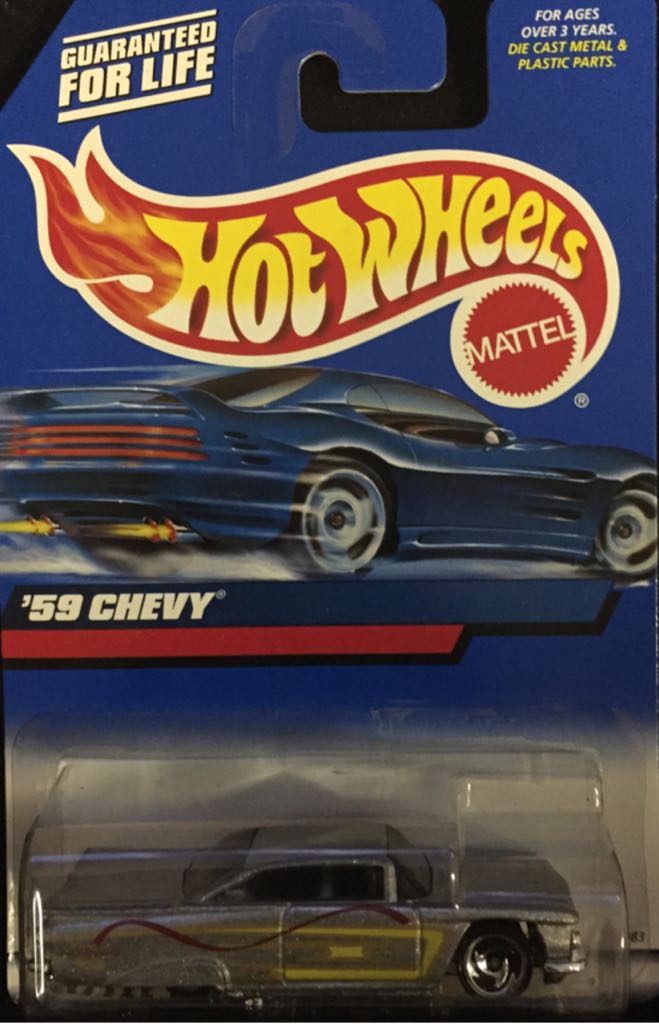 GUARANTEED
FOR LIFE
FOR AGES
OVER 3 YEARS.
DIE CAST METAL &
PLASTIC PARTS.
HOT WHEELS
MATTEL
®
'59 CHEVY®